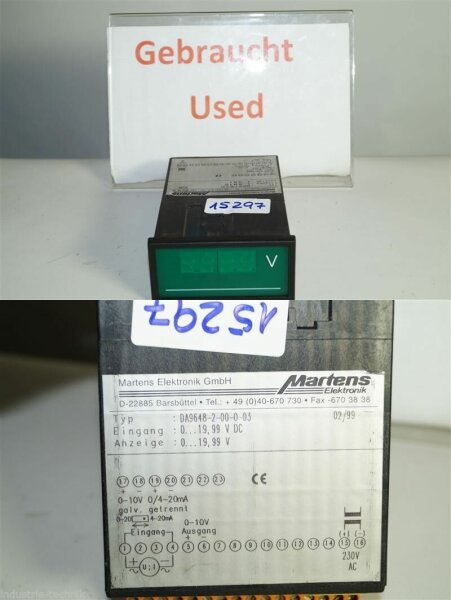 Gebraucht
Used
Martens
15297
V
15297
Martens Elektronik GmbH
Martens
Elektronik
D-22885 Barsbüttel • Tel.: + 49 (0)40-670 730 • Fax -670 38 38
Typ : DA9648-2-00-0-03 02/99
Eingang : 0...19,99 V DC
Anzeige : 0...19,99 V
17 18 19 20 21 22 23 CE
+ - + -
0-10V 0/4-20mA
galv. getrennt
0-20 4-20mA 0-10V
Eingang Ausgang
- + + - (+) (-)
1 2 3 4 5 6 7 8 9 10 11 12 13 14 15 16
U;I 230V
AC
industrie-technik